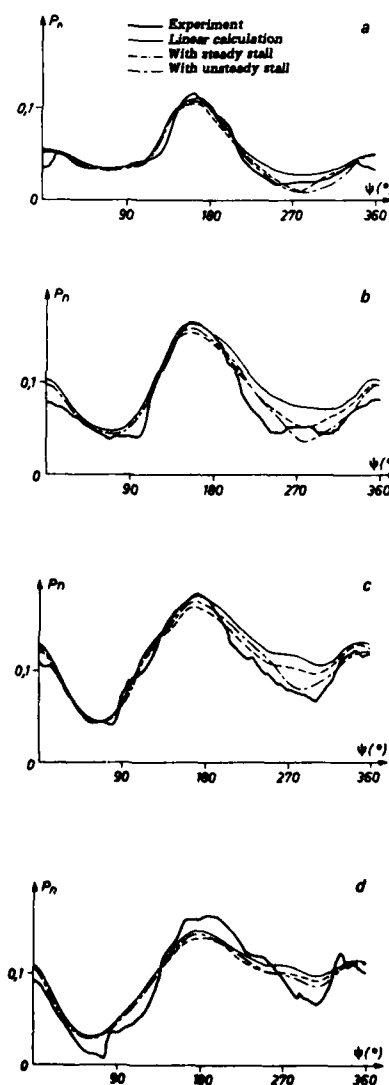 Pn
Experiment
Linear calculation
With steady stall
With unsteady stall
a
0,1
0
90
180
270
360
ψ(°)
Pn
b
0,1
0
90
180
270
360
ψ(°)
Pn
c
0,1
0
90
180
270
360
ψ(°)
Pn
d
0,1
0
90
180
270
360
ψ(°)